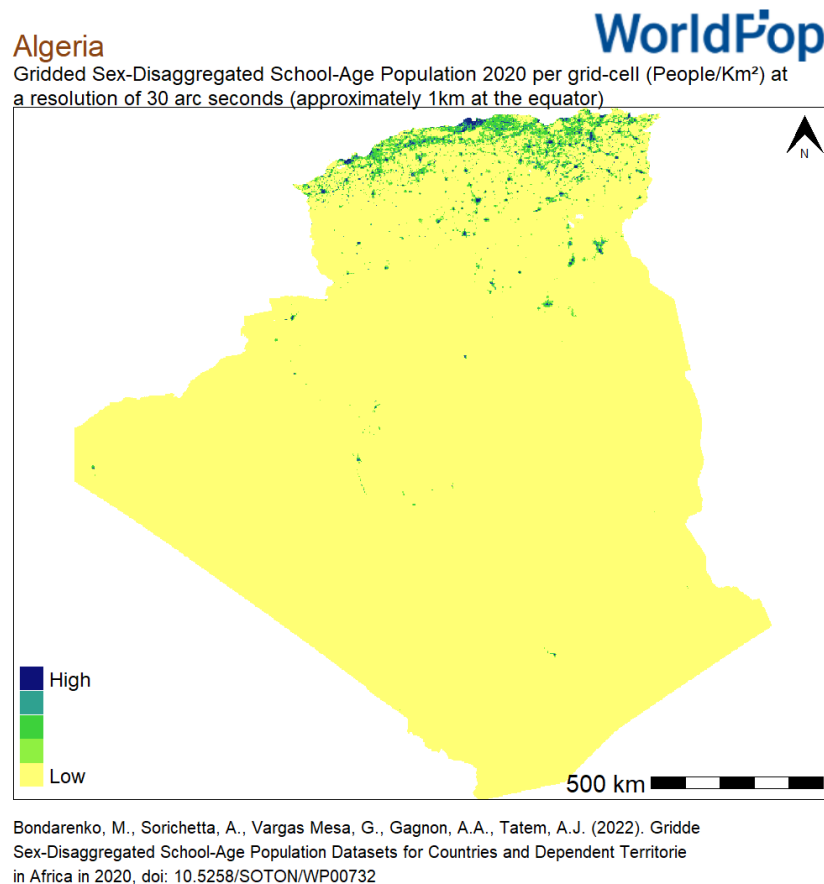 WorldPop
Algeria
Gridded Sex-Disaggregated School-Age Population 2020 per grid-cell (People/Km²) at
a resolution of 30 arc seconds (approximately 1km at the equator)
N
High
Low
500 km
Bondarenko, M., Sorichetta, A., Vargas Mesa, G., Gagnon, A.A., Tatem, A.J. (2022). Gridde
Sex-Disaggregated School-Age Population Datasets for Countries and Dependent Territorie
in Africa in 2020, doi: 10.5258/SOTON/WP00732